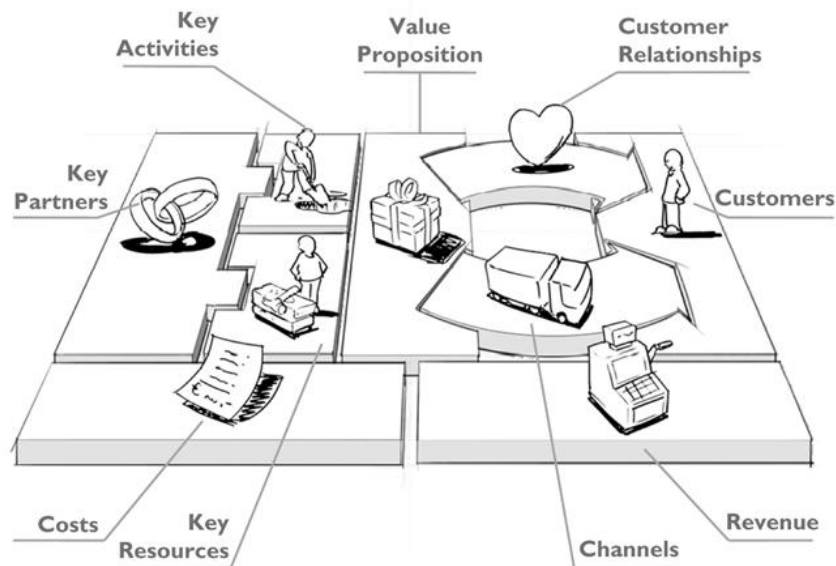 Key
Activities
Value
Proposition
Customer
Relationships
Key
Partners
Customers
Costs
Key
Resources
Channels
Revenue